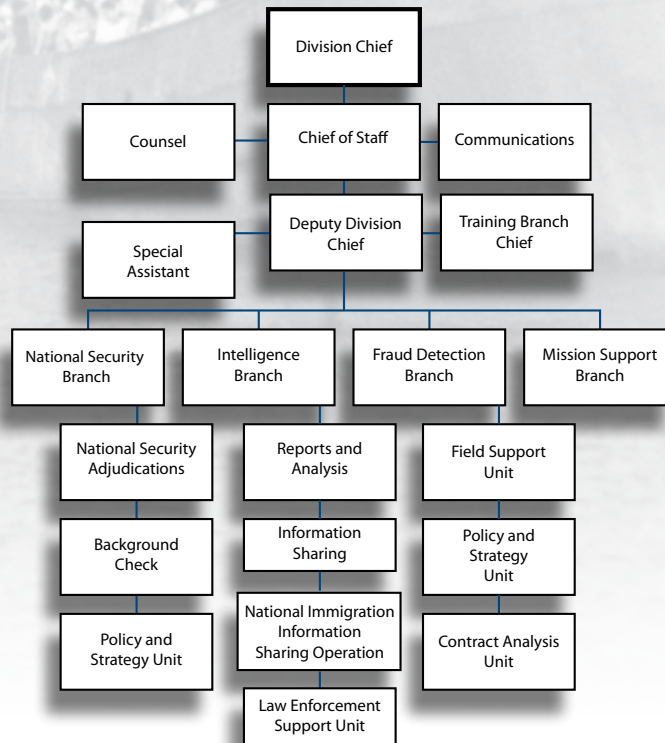 Division Chief
Counsel
Chief of Staff
Communications
Special
Assistant
Deputy Division
Chief
Training Branch
Chief
National Security
Branch
Intelligence
Branch
Fraud Detection
Branch
Mission Support
Branch
National Security
Adjudications
Reports and
Analysis
Field Support
Unit
Background
Check
Information
Sharing
Policy and
Strategy
Unit
Policy and
Strategy Unit
National Immigration
Information
Sharing Operation
Contract Analysis
Unit
Law Enforcement
Support Unit